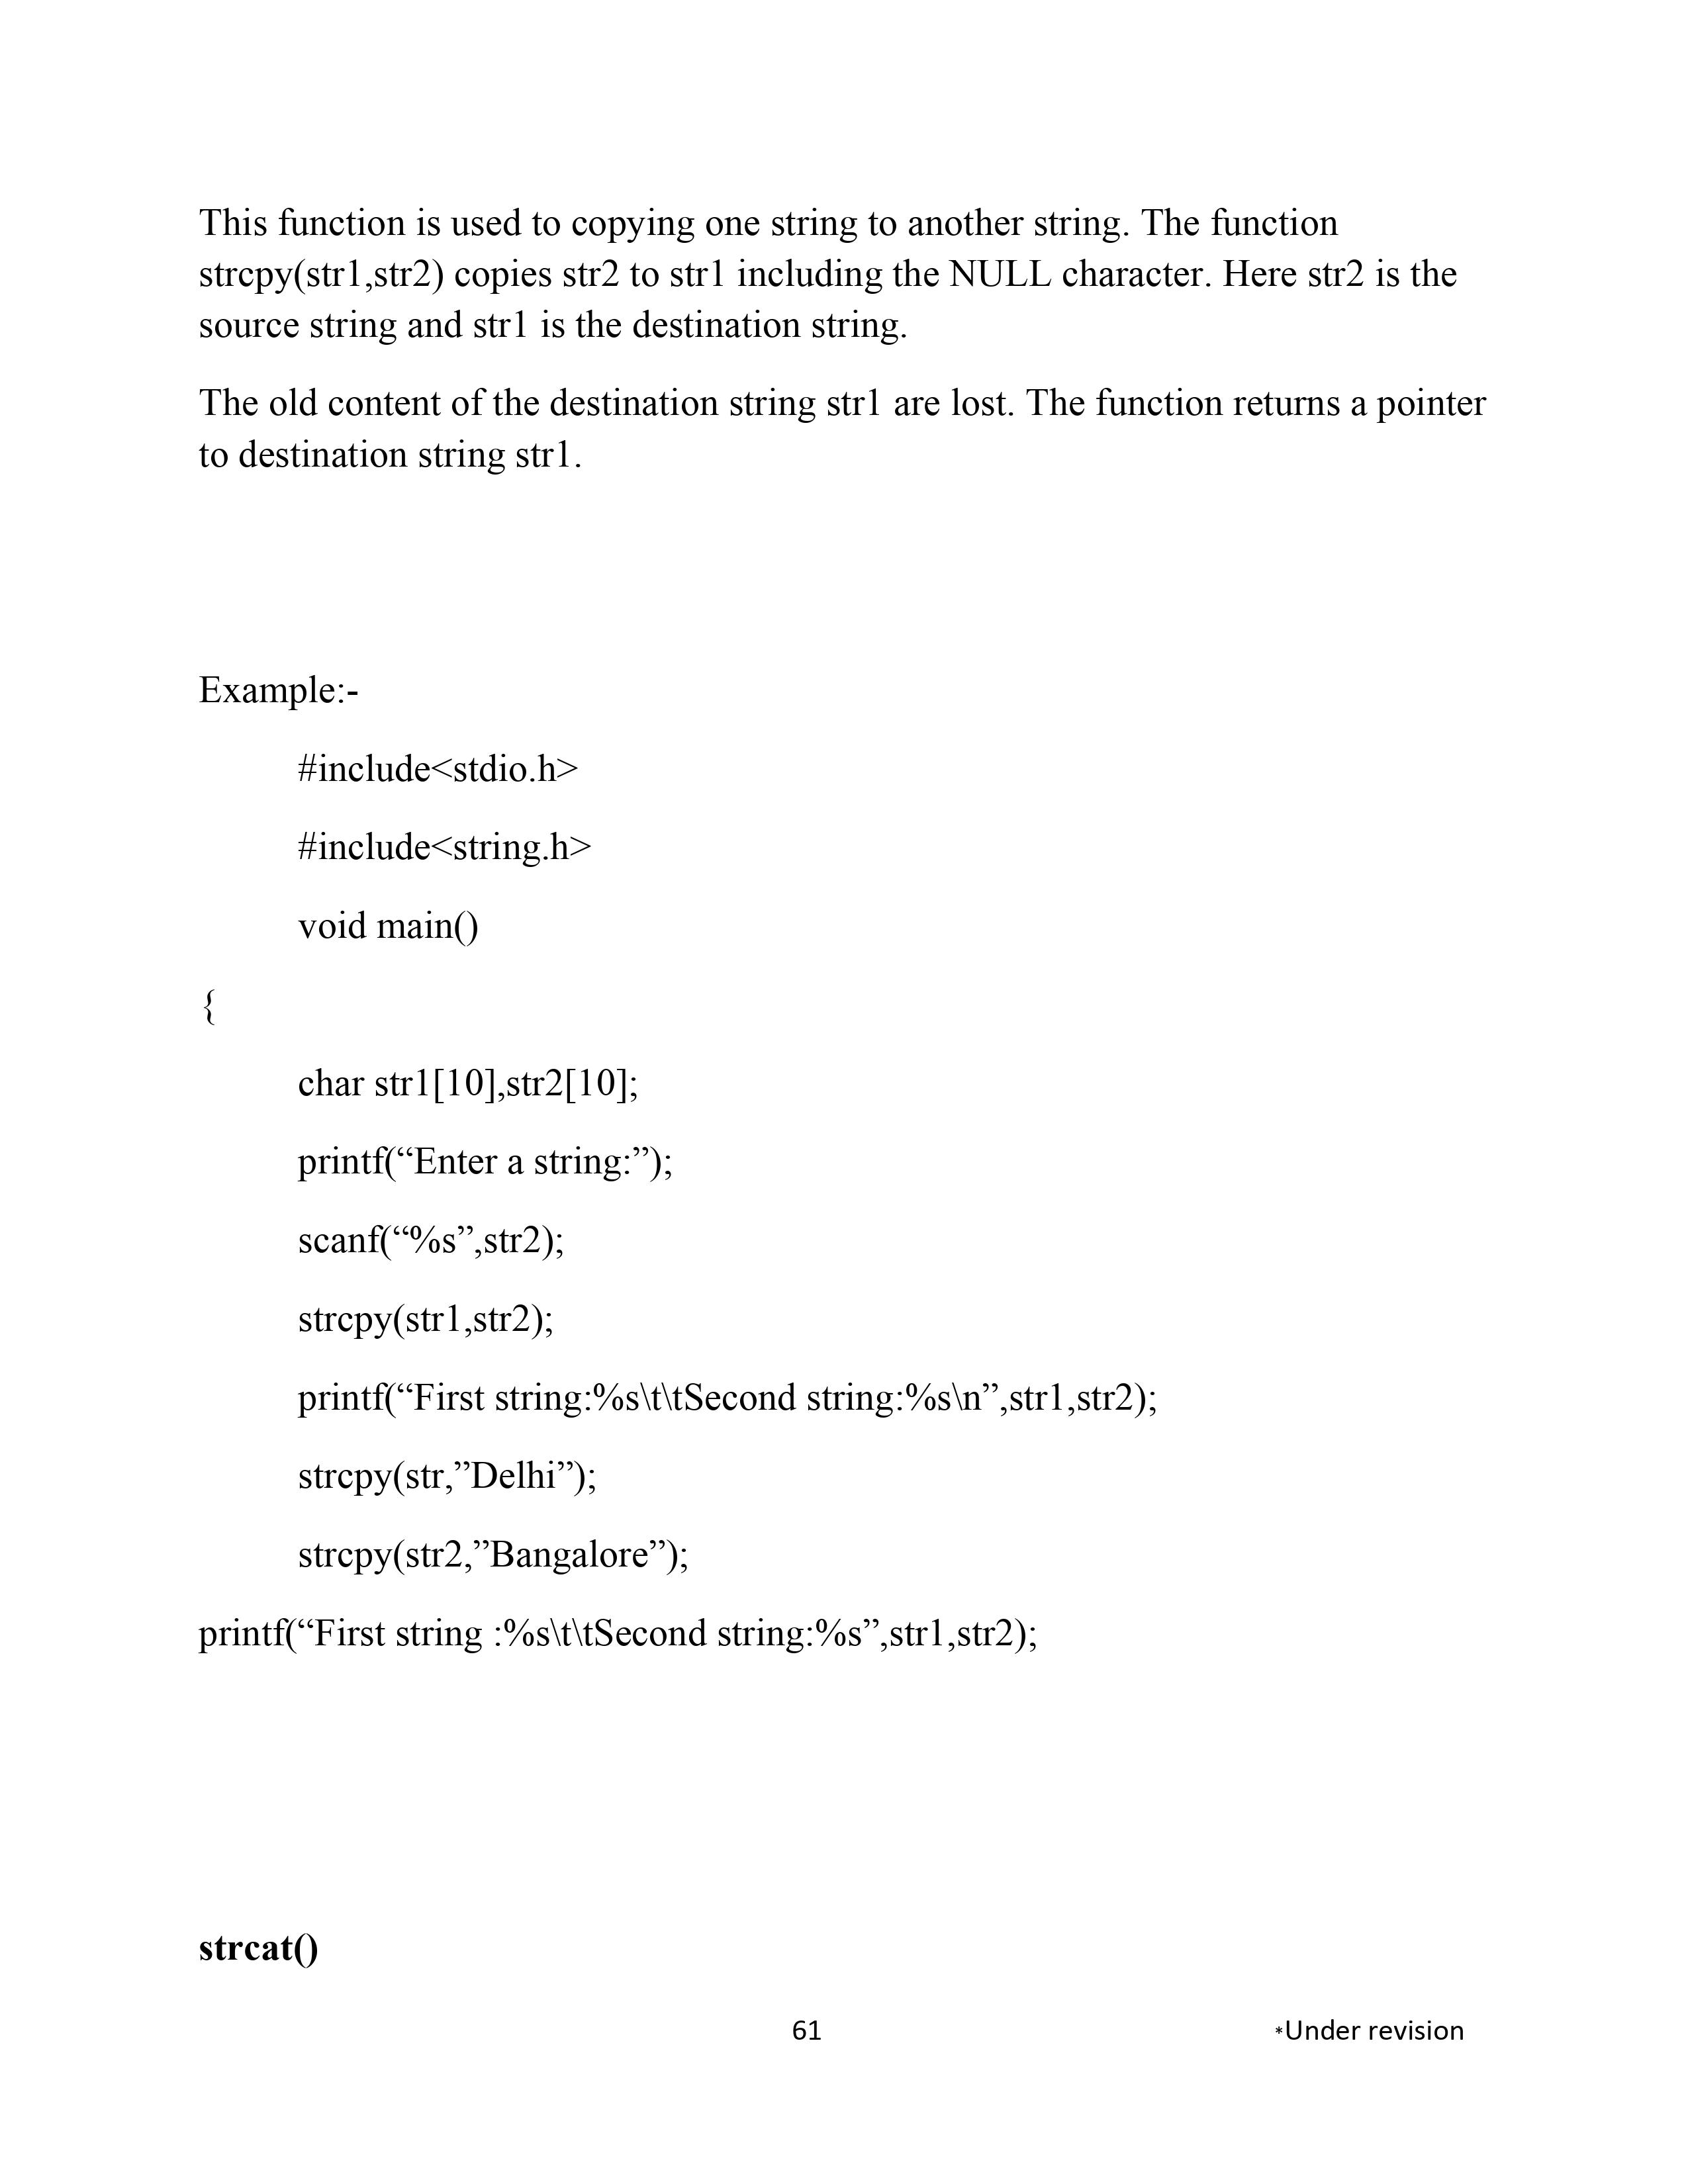 This function is used to copying one string to another string. The function
strcpy(str1,str2) copies str2 to str1 including the NULL character. Here str2 is the
source string and str1 is the destination string.
The old content of the destination string str1 are lost. The function returns a pointer
to destination string str1.
Example:-
#include<stdio.h>
#include<string.h>
void main()
{
char str1[10],str2[10];
printf(“Enter a string:”);
scanf(“%s”,str2);
strcpy(str1,str2);
printf(“First string:%s\t\tSecond string:%s\n”,str1,str2);
strcpy(str,”Delhi”);
strcpy(str2,”Bangalore”);
printf(“First string :%s\t\tSecond string:%s”,str1,str2);
strcat()
61 *Under revision